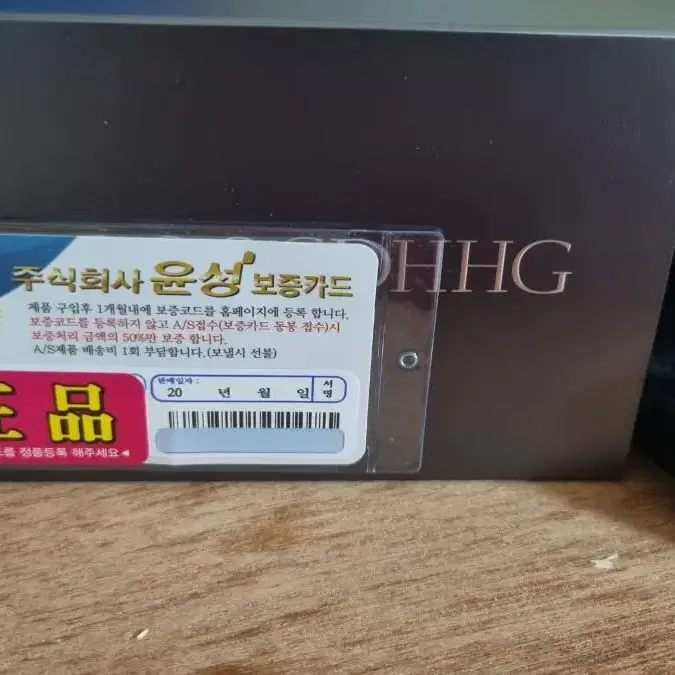 SDHHG
주식회사 윤성 보증카드
제품 구입후 1개월내에 보증코드를 홈페이지에 등록 합니다.
보증코드를 등록하지 않고 A/S접수(보증카드 동봉 접수)시
보증처리 금액의 50%만 보증 합니다.
A/S제품 배송비 1회 부담합니다.(보낼시 선불)
판매일자 :
20 년 월 일 서명
品
정품등록 해주세요◀